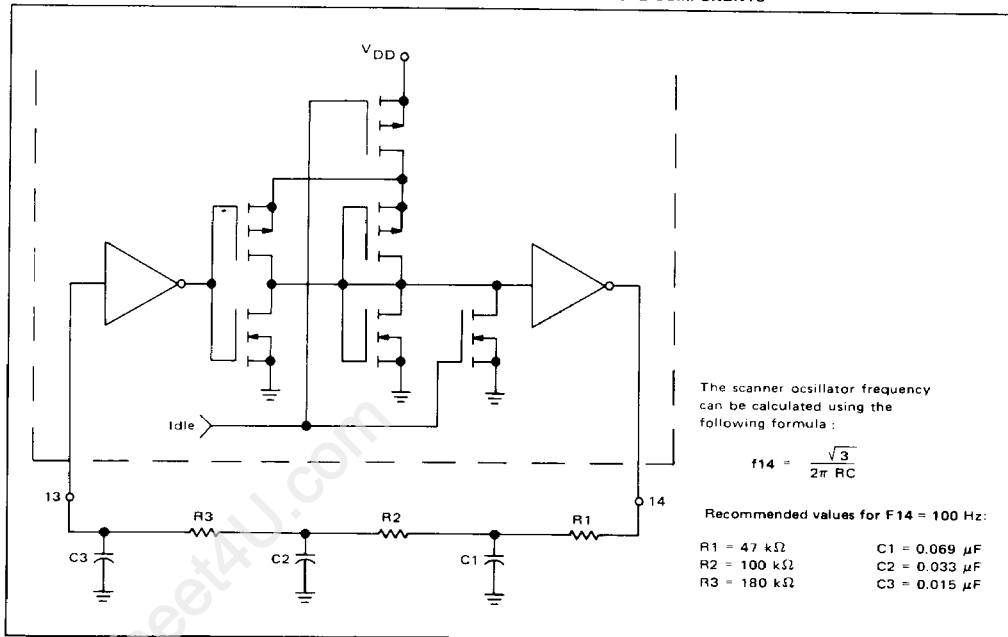 VDD
Idle
13
14
R3
R2
R1
C3
C2
C1
The scanner ocsillator frequency
can be calculated using the
following formula :
f14 = √3 / 2π RC
Recommended values for F14 = 100 Hz:
R1 = 47 kΩ C1 = 0.069 μF
R2 = 100 kΩ C2 = 0.033 μF
R3 = 180 kΩ C3 = 0.015 μF
eet4U.com